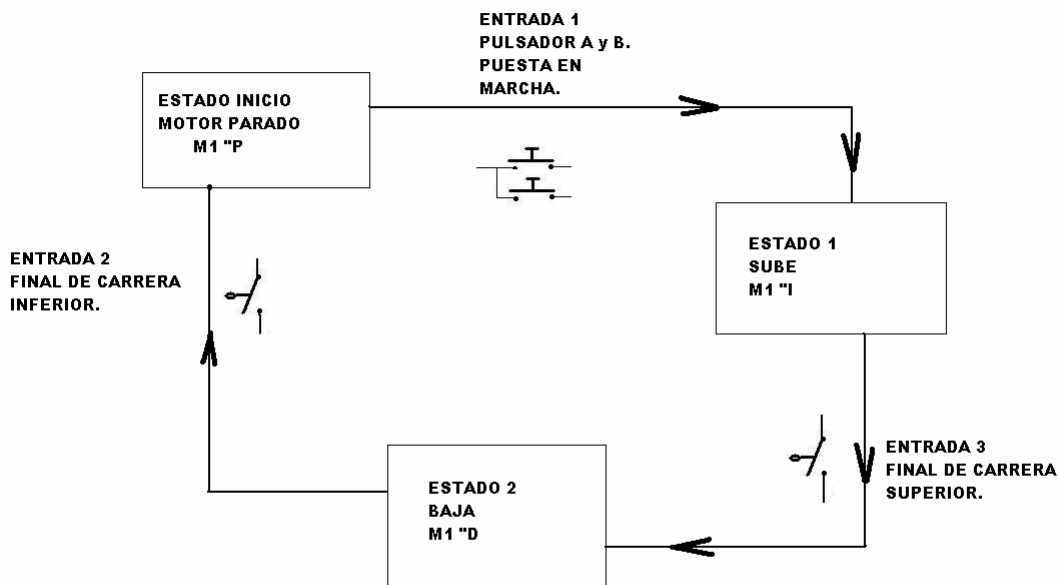 ENTRADA 1
PULSADOR A y B.
PUESTA EN
MARCHA.
ESTADO INICIO
MOTOR PARADO
M1 "P
ESTADO 1
SUBE
M1 "I
ENTRADA 2
FINAL DE CARRERA
INFERIOR.
ENTRADA 3
FINAL DE CARRERA
SUPERIOR.
ESTADO 2
BAJA
M1 "D